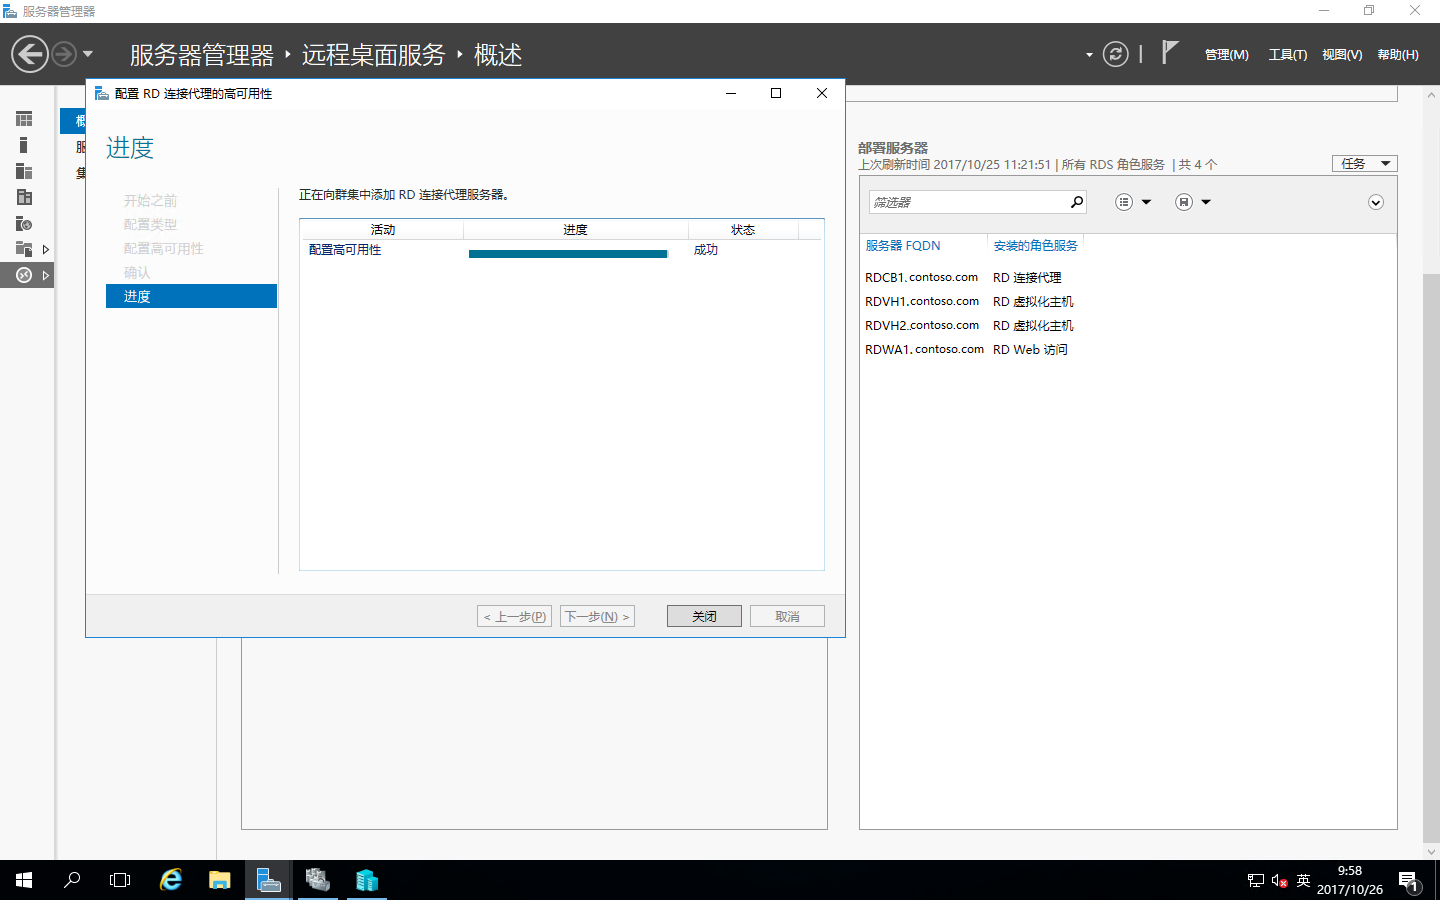 服务器管理器
服务器管理器 ‣ 远程桌面服务 ‣ 概述
管理(M) 工具(T) 视图(V) 帮助(H)
配置 RD 连接代理的高可用性
进度
开始之前
配置类型
配置高可用性
确认
进度
正在向群集中添加 RD 连接代理服务器。
活动 进度 状态
配置高可用性 成功
< 上一步(P) 下一步(N) > 关闭 取消
部署服务器
上次刷新时间 2017/10/25 11:21:51 | 所有 RDS 角色服务 | 共 4 个
任务
筛选器
服务器 FQDN 安装的角色服务
RDCB1.contoso.com RD 连接代理
RDVH1.contoso.com RD 虚拟化主机
RDVH2.contoso.com RD 虚拟化主机
RDWA1.contoso.com RD Web 访问
英
9:58
2017/10/26
1